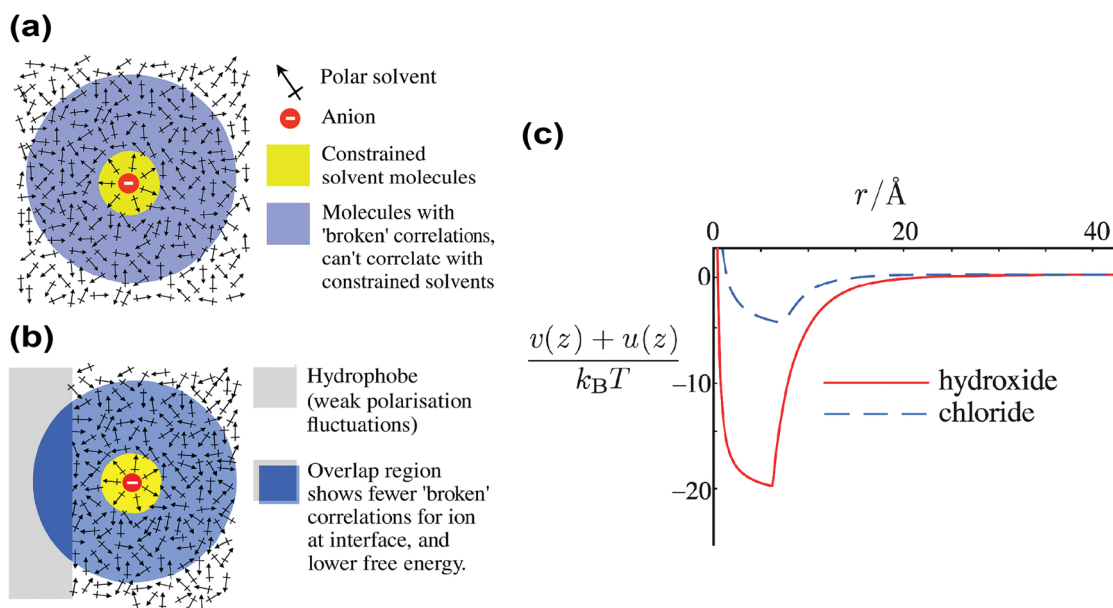 (a)
Polar solvent
Anion
Constrained
solvent molecules
Molecules with
'broken' correlations,
can't correlate with
constrained solvents
(b)
Hydrophobe
(weak polarisation
fluctuations)
Overlap region
shows fewer 'broken'
correlations for ion
at interface, and
lower free energy.
(c)
r/Å
0 20 40
0
v(z) + u(z)
k_BT
−10
−20
hydroxide
chloride